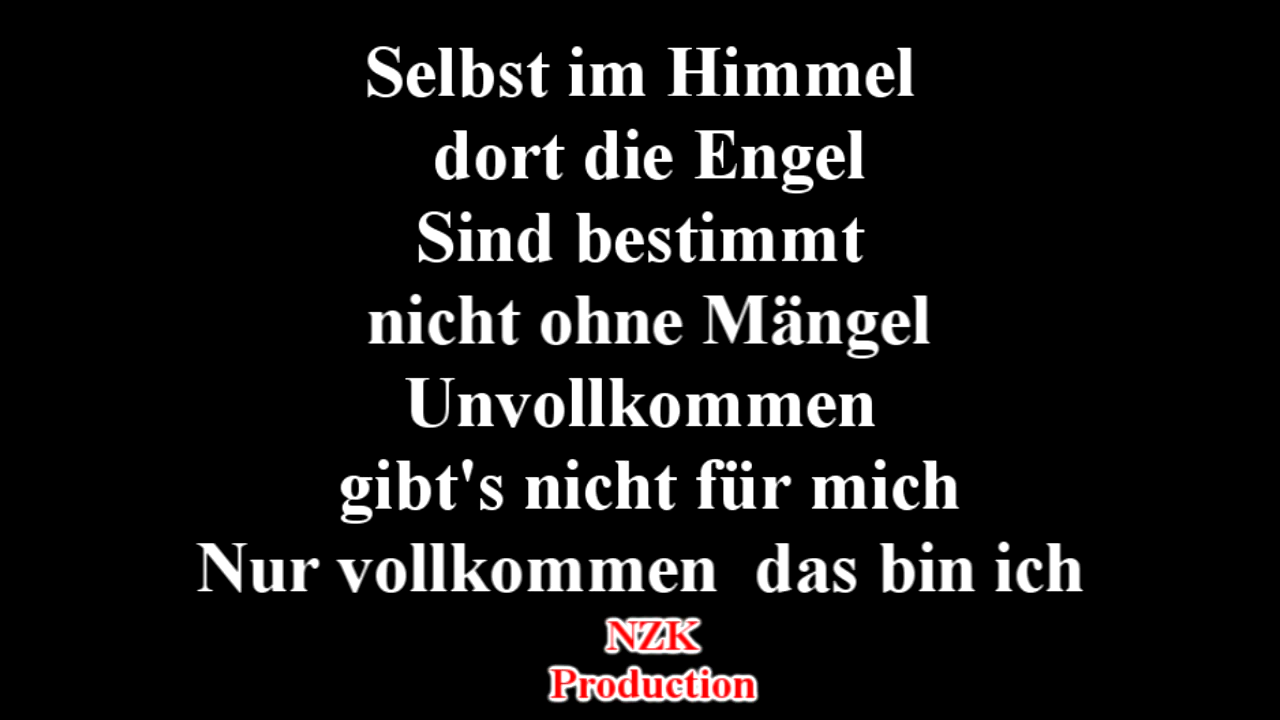 Selbst im Himmel
dort die Engel
Sind bestimmt
nicht ohne Mängel
Unvollkommen
gibt's nicht für mich
Nur vollkommen  das bin ich
NZK
Production